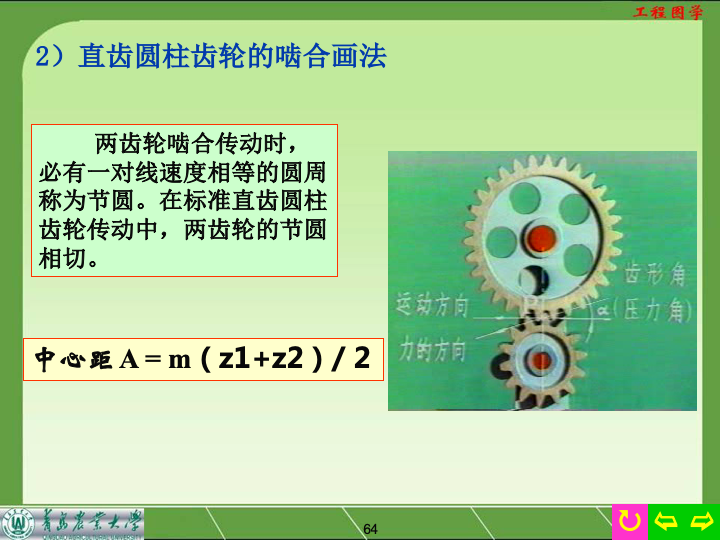 工程图学
2）直齿圆柱齿轮的啮合画法
两齿轮啮合传动时，
必有一对线速度相等的圆周
称为节圆。在标准直齿圆柱
齿轮传动中，两齿轮的节圆
相切。
中心距 A = m（z1+z2）/ 2
齿形角
运动方向
α(压力角)
力的方向
青岛农业大学
64